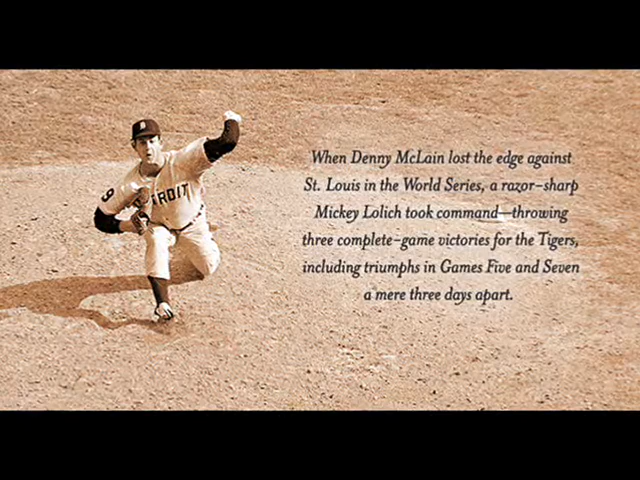 When Denny McLain lost the edge against
St. Louis in the World Series, a razor–sharp
Mickey Lolich took command—throwing
three complete–game victories for the Tigers,
including triumphs in Games Five and Seven
a mere three days apart.
DETROIT